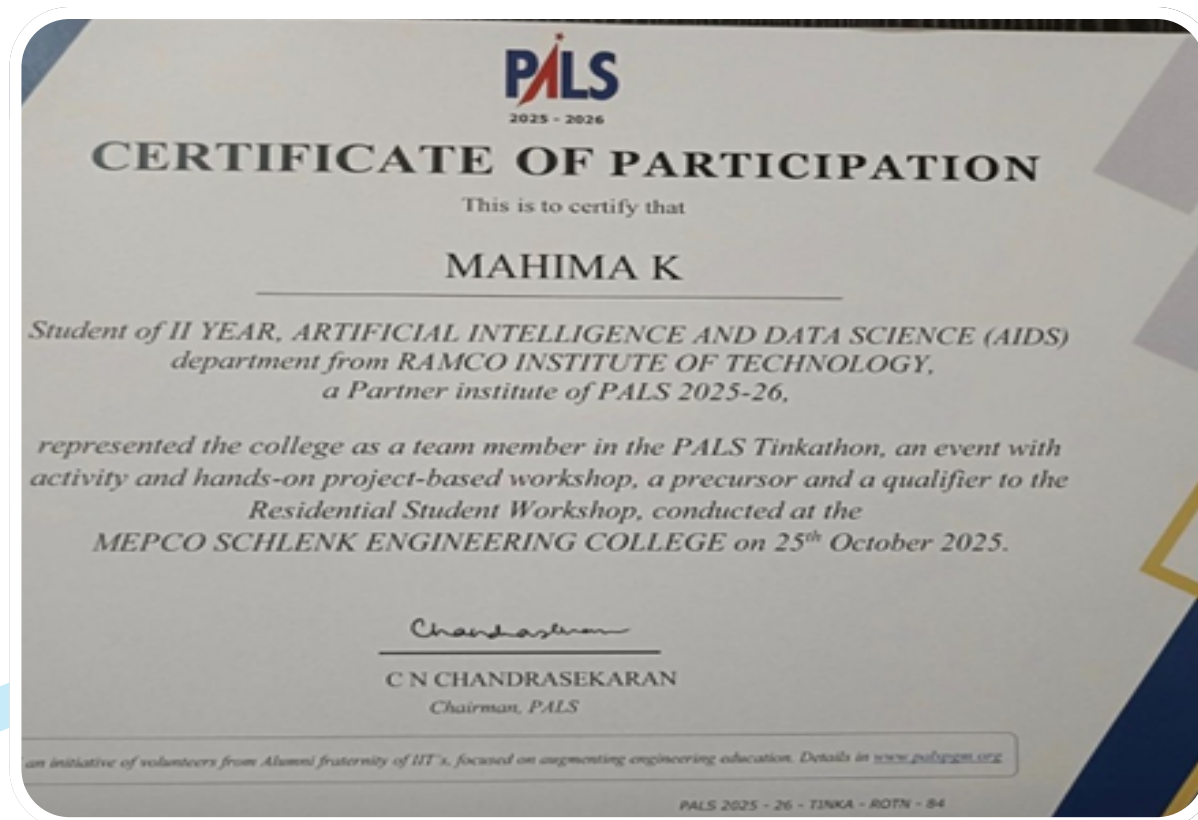 PALS
2025 - 2026
CERTIFICATE OF PARTICIPATION
This is to certify that
MAHIMA K
Student of II YEAR, ARTIFICIAL INTELLIGENCE AND DATA SCIENCE (AIDS)
department from RAMCO INSTITUTE OF TECHNOLOGY,
a Partner institute of PALS 2025-26,
represented the college as a team member in the PALS Tinkathon, an event with
activity and hands-on project-based workshop, a precursor and a qualifier to the
Residential Student Workshop, conducted at the
MEPCO SCHLENK ENGINEERING COLLEGE on 25th October 2025.
Chandrasekaran
C N CHANDRASEKARAN
Chairman, PALS
an initiative of volunteers from Alumni fraternity of IIT's, focused on augmenting engineering education. Details in www.palspgm.org
PALS 2025 - 26 - TINKA - ROTN - 84